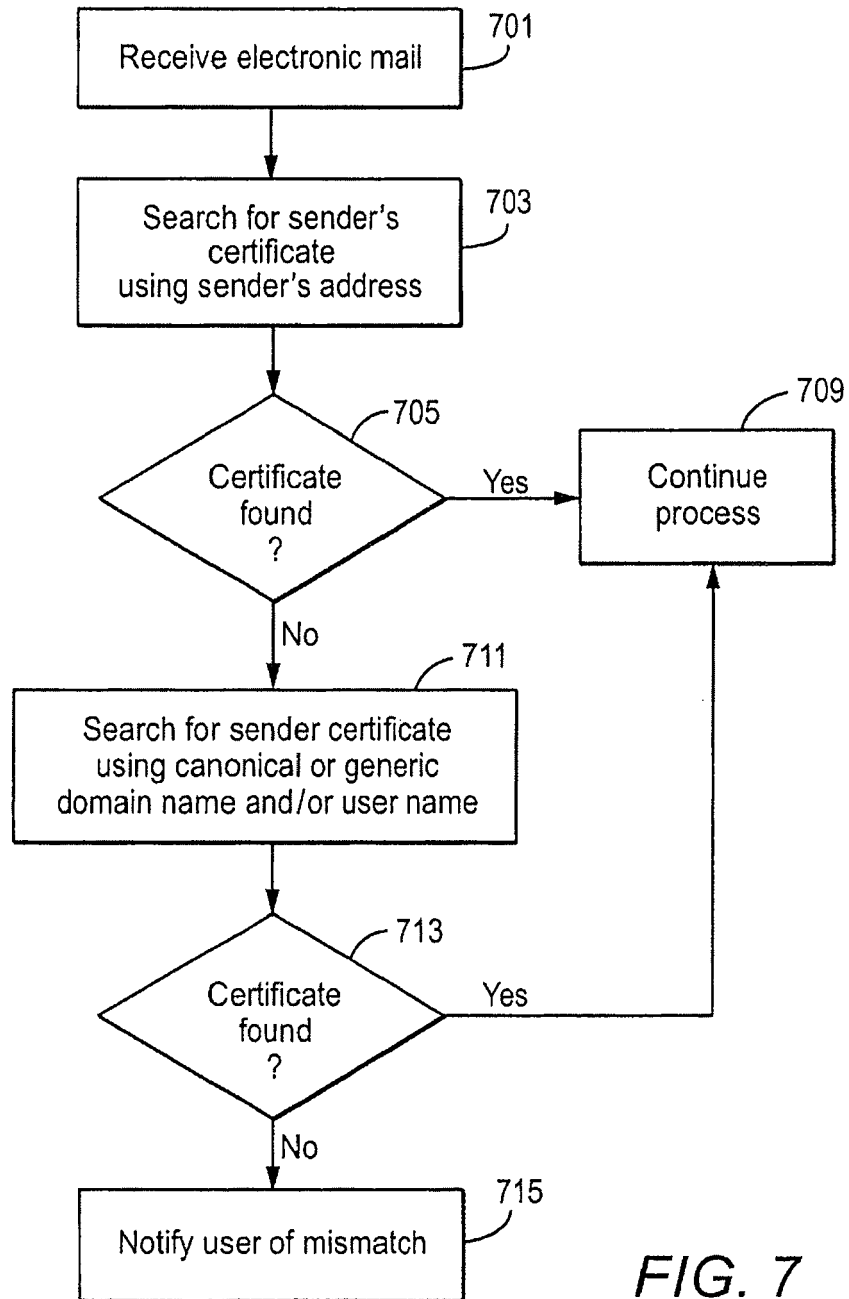 Receive electronic mail
701
Search for sender's
certificate
using sender's address
703
Certificate
found
?
705
Yes
Continue
process
709
No
Search for sender certificate
using canonical or generic
domain name and/or user name
711
Certificate
found
?
713
Yes
No
Notify user of mismatch
715
FIG. 7